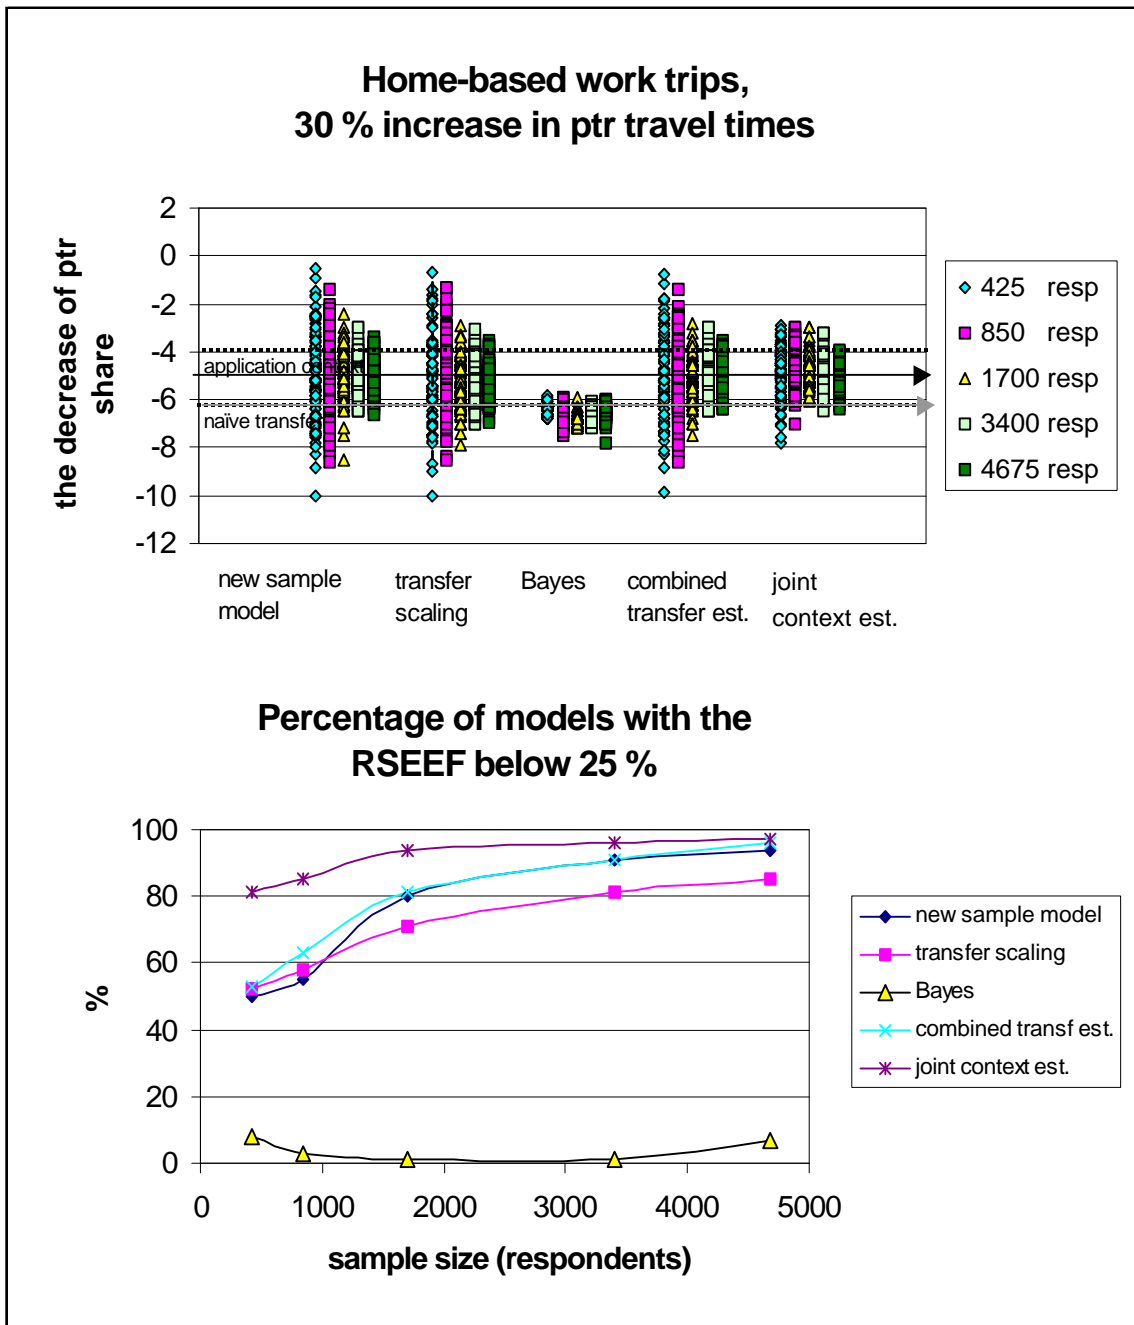 Home-based work trips,
30 % increase in ptr travel times
the decrease of ptr
share
2
0
-2
-4
-6
-8
-10
-12
application
naïve transfer
new sample
model
transfer
scaling
Bayes
combined
transfer est.
joint
context est.
425 resp
850 resp
1700 resp
3400 resp
4675 resp
Percentage of models with the
RSEEF below 25 %
%
100
80
60
40
20
0
0 1000 2000 3000 4000 5000
sample size (respondents)
new sample model
transfer scaling
Bayes
combined transf est.
joint context est.